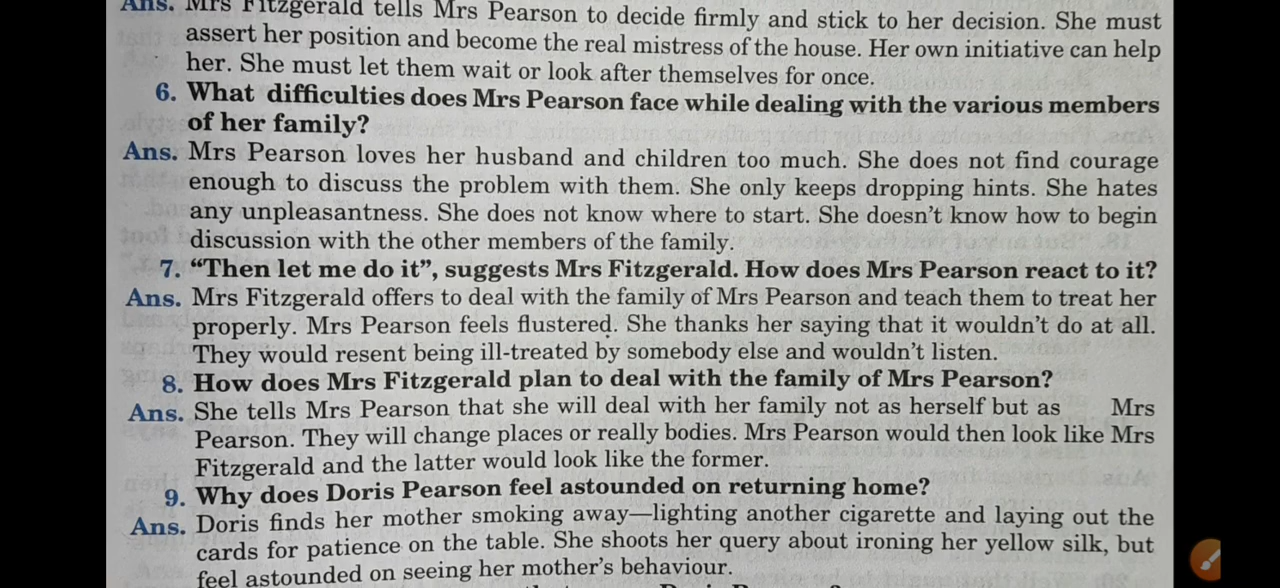 Ans. Mrs Fitzgerald tells Mrs Pearson to decide firmly and stick to her decision. She must
assert her position and become the real mistress of the house. Her own initiative can help
her. She must let them wait or look after themselves for once.
6. What difficulties does Mrs Pearson face while dealing with the various members
of her family?
Ans. Mrs Pearson loves her husband and children too much. She does not find courage
enough to discuss the problem with them. She only keeps dropping hints. She hates
any unpleasantness. She does not know where to start. She doesn't know how to begin
discussion with the other members of the family.
7. “Then let me do it”, suggests Mrs Fitzgerald. How does Mrs Pearson react to it?
Ans. Mrs Fitzgerald offers to deal with the family of Mrs Pearson and teach them to treat her
properly. Mrs Pearson feels flustered. She thanks her saying that it wouldn't do at all.
They would resent being ill-treated by somebody else and wouldn't listen.
8. How does Mrs Fitzgerald plan to deal with the family of Mrs Pearson?
Ans. She tells Mrs Pearson that she will deal with her family not as herself but as Mrs
Pearson. They will change places or really bodies. Mrs Pearson would then look like Mrs
Fitzgerald and the latter would look like the former.
9. Why does Doris Pearson feel astounded on returning home?
Ans. Doris finds her mother smoking away—lighting another cigarette and laying out the
cards for patience on the table. She shoots her query about ironing her yellow silk, but
feel astounded on seeing her mother's behaviour.